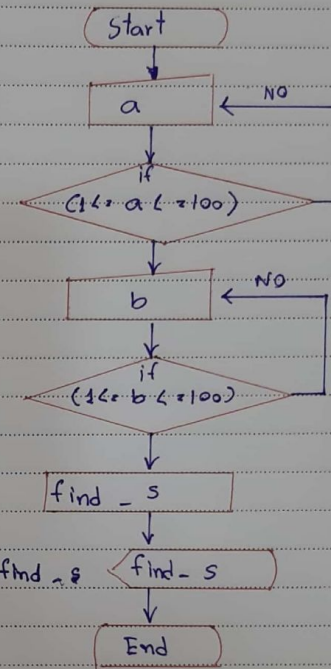 Start
a
NO
if
(1<= a <=100)
b
NO
if
(1<= b <=100)
find_s
find_s
find_s
End